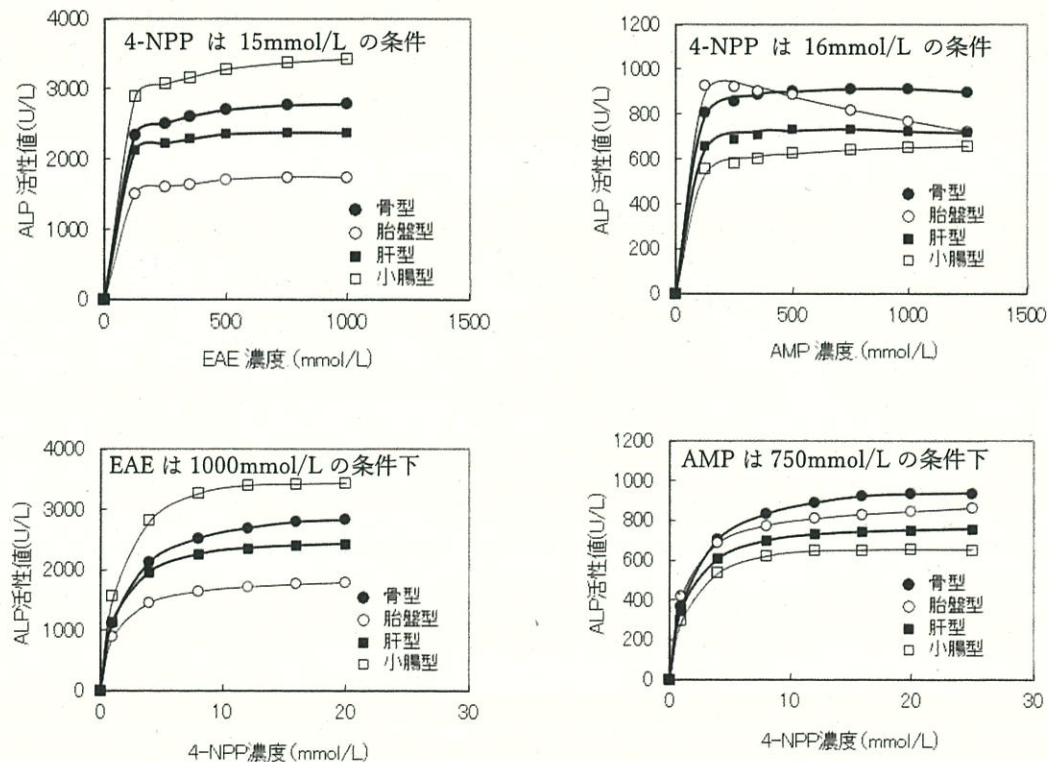 4-NPP は 15mmol/L の条件
ALP 活性値(U/L)
4000
3000
2000
1000
0
0
500
1000
1500
EAE 濃度.(mmol/L)
骨型
胎盤型
肝型
小腸型
4-NPP は 16mmol/L の条件
ALP 活性値(U/L)
1200
1000
800
600
400
200
0
0
500
1000
1500
AMP 濃度.(mmol/L)
骨型
胎盤型
肝型
小腸型
EAE は 1000mmol/L の条件下
ALP活性値(U/L)
4000
3000
2000
1000
0
0
10
20
30
4-NPP濃度(mmol/L)
骨型
胎盤型
肝型
小腸型
AMP は 750mmol/L の条件下
ALP活性値(U/L)
1200
1000
800
600
400
200
0
0
10
20
30
4-NPP濃度(mmol/L)
骨型
胎盤型
肝型
小腸型